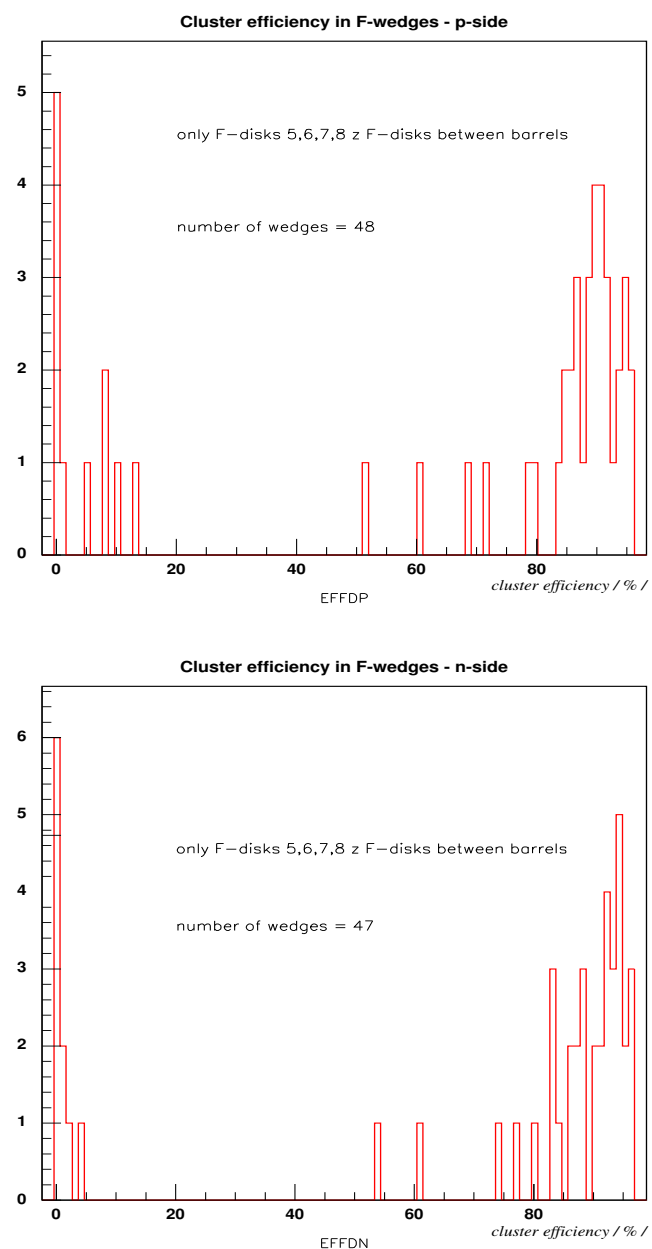 Cluster efficiency in F-wedges - p-side
5
only F-disks 5,6,7,8 z F-disks between barrels
4
number of wedges = 48
3
2
1
0
0 20 40 60 80
cluster efficiency / % /
EFFDP
Cluster efficiency in F-wedges - n-side
6
5
only F-disks 5,6,7,8 z F-disks between barrels
4
number of wedges = 47
3
2
1
0
0 20 40 60 80
cluster efficiency / % /
EFFDN